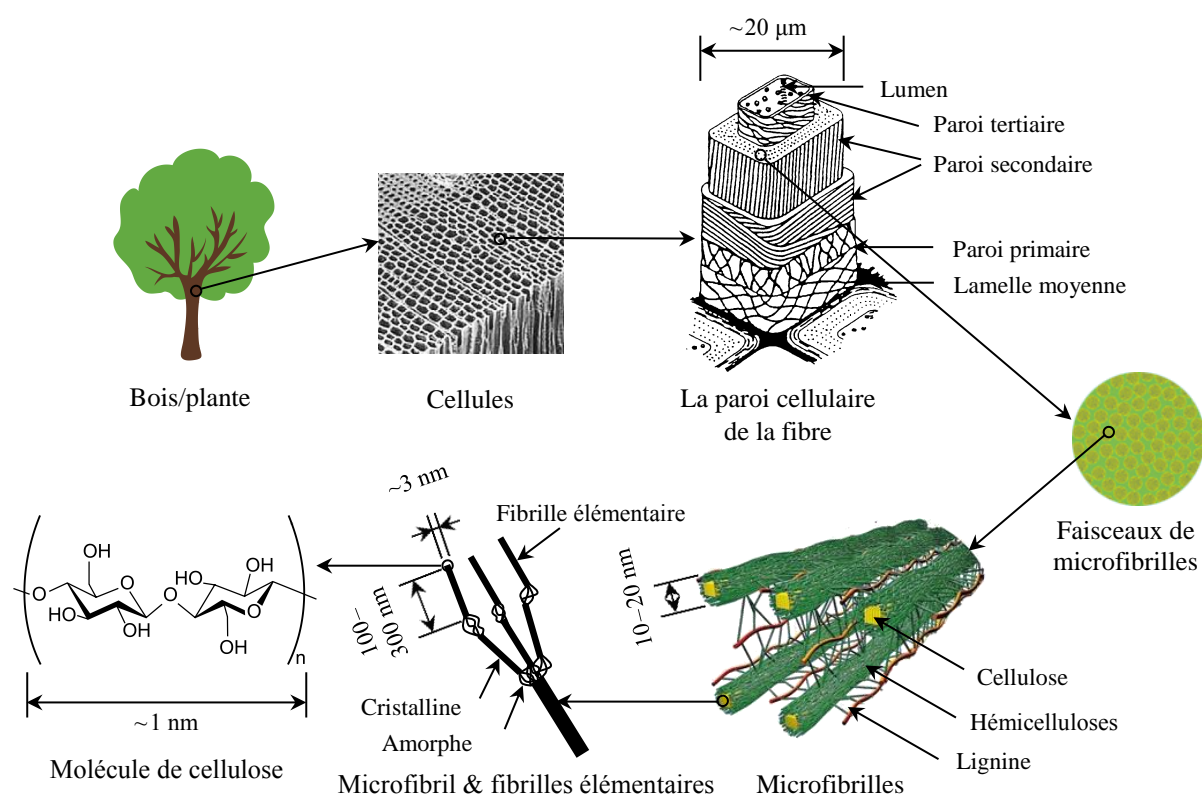 ~20 μm
Lumen
Paroi tertiaire
Paroi secondaire
Paroi primaire
Lamelle moyenne
Bois/plante
Cellules
La paroi cellulaire
de la fibre
Faisceaux de
microfibrilles
~3 nm
Fibrille élémentaire
100–
300 nm
10–20 nm
OH
O
HO
OH
O
O
HO
OH
O
OH
n
~1 nm
Cristalline
Amorphe
Cellulose
Hémicelluloses
Lignine
Molécule de cellulose
Microfibril & fibrilles élémentaires
Microfibrilles